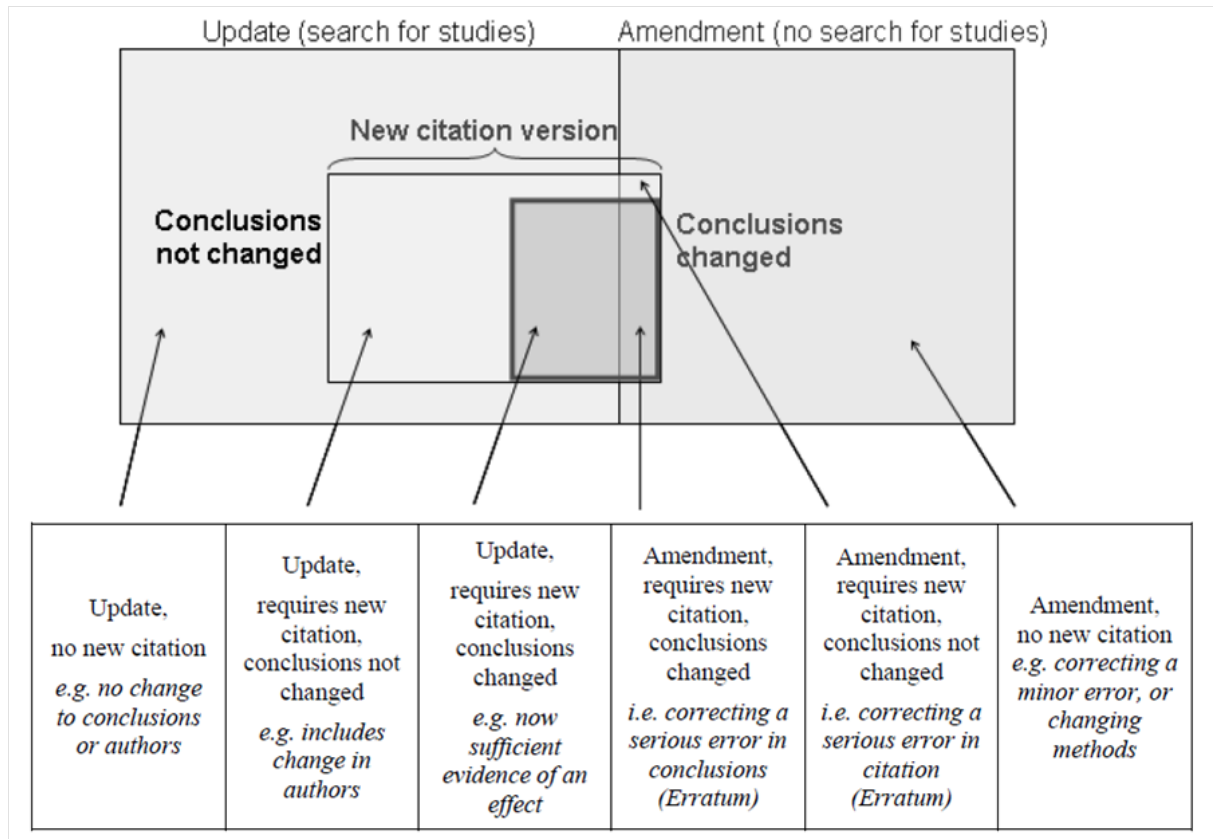 Update (search for studies)
Amendment (no search for studies)
New citation version
Conclusions
not changed
Conclusions
changed
Update,
no new citation
e.g. no change
to conclusions
or authors
Update,
requires new
citation,
conclusions not
changed
e.g. includes
change in
authors
Update,
requires new
citation,
conclusions
changed
e.g. now
sufficient
evidence of an
effect
Amendment,
requires new
citation,
conclusions
changed
i.e. correcting a
serious error in
conclusions
(Erratum)
Amendment,
requires new
citation,
conclusions not
changed
i.e. correcting a
serious error in
citation
(Erratum)
Amendment,
no new citation
e.g. correcting a
minor error, or
changing
methods